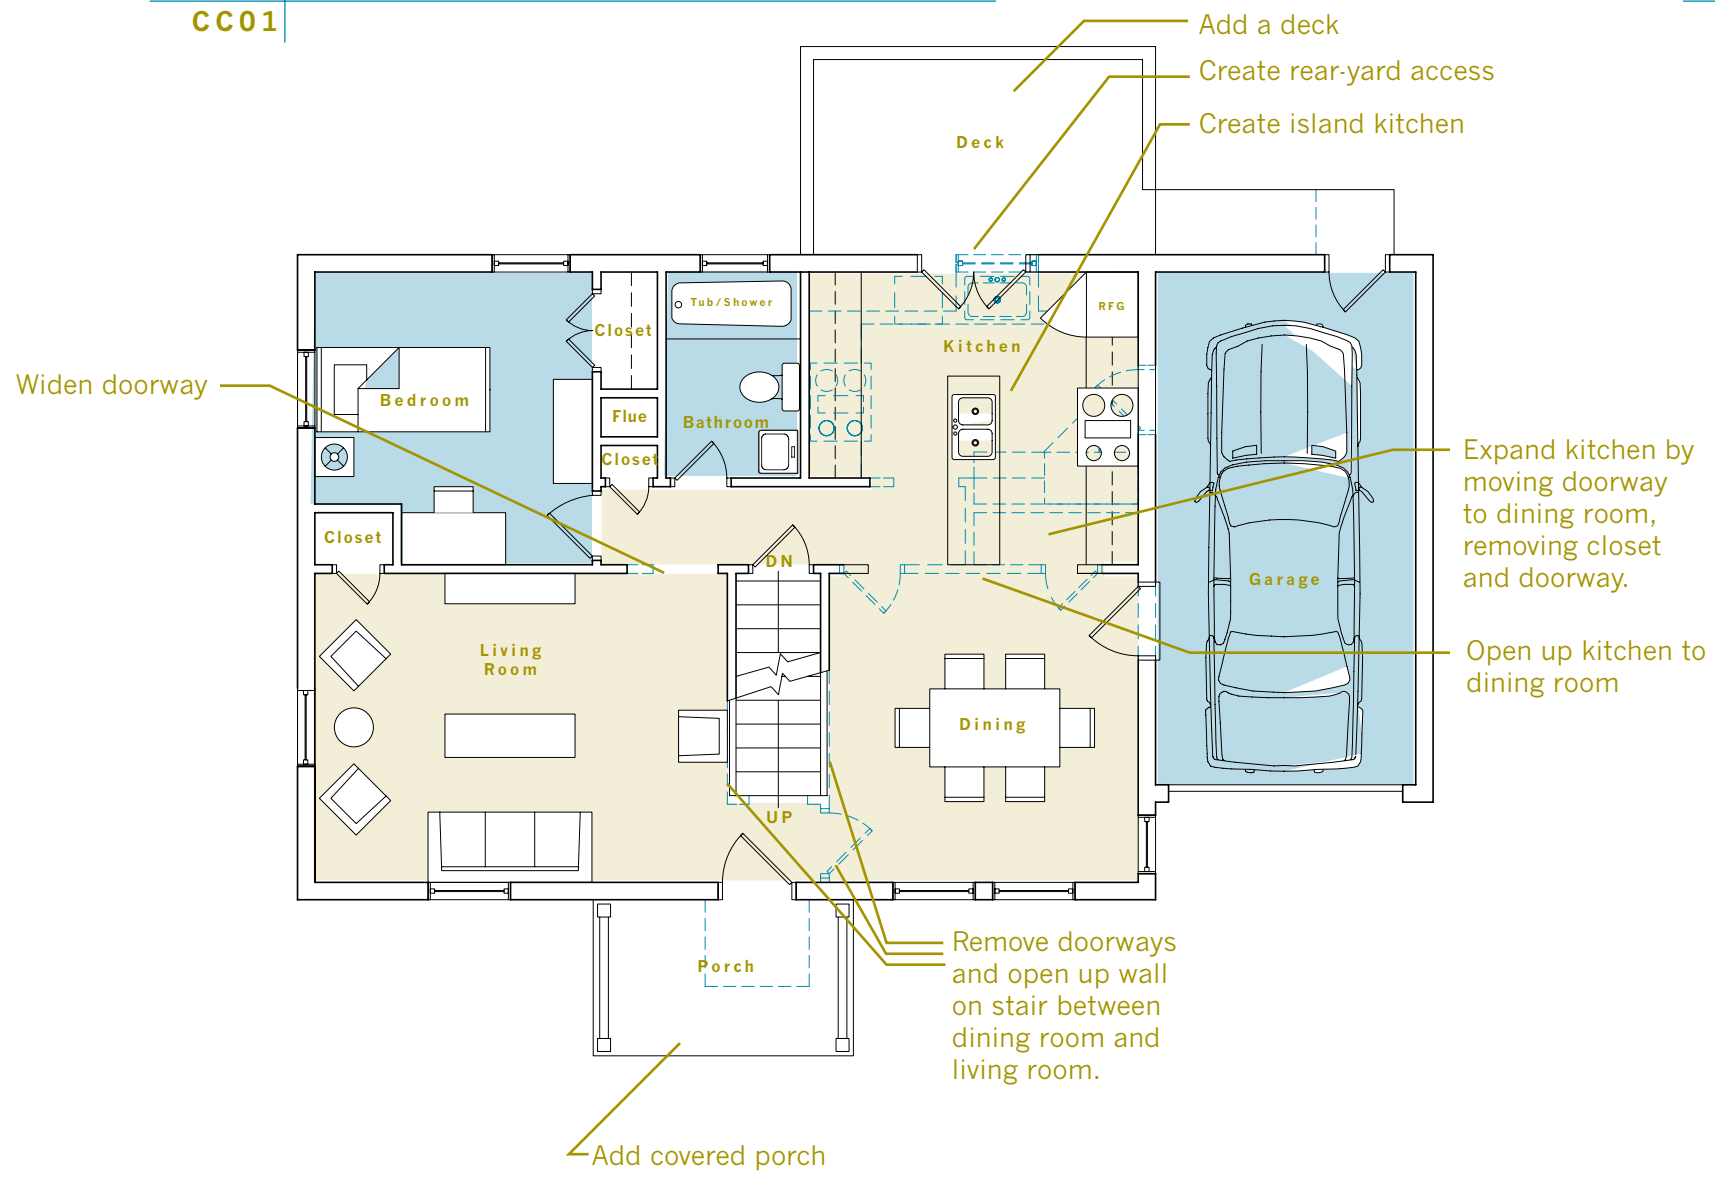 CC01
Add a deck
Create rear-yard access
Create island kitchen
Deck
Tub/Shower
RFG
Closet
Kitchen
Widen doorway
Bedroom
Flue
Bathroom
Closet
Expand kitchen by
moving doorway
to dining room,
removing closet
and doorway.
Closet
DN
Garage
Living
Room
Open up kitchen to
dining room
Dining
UP
Porch
Remove doorways
and open up wall
on stair between
dining room and
living room.
Add covered porch